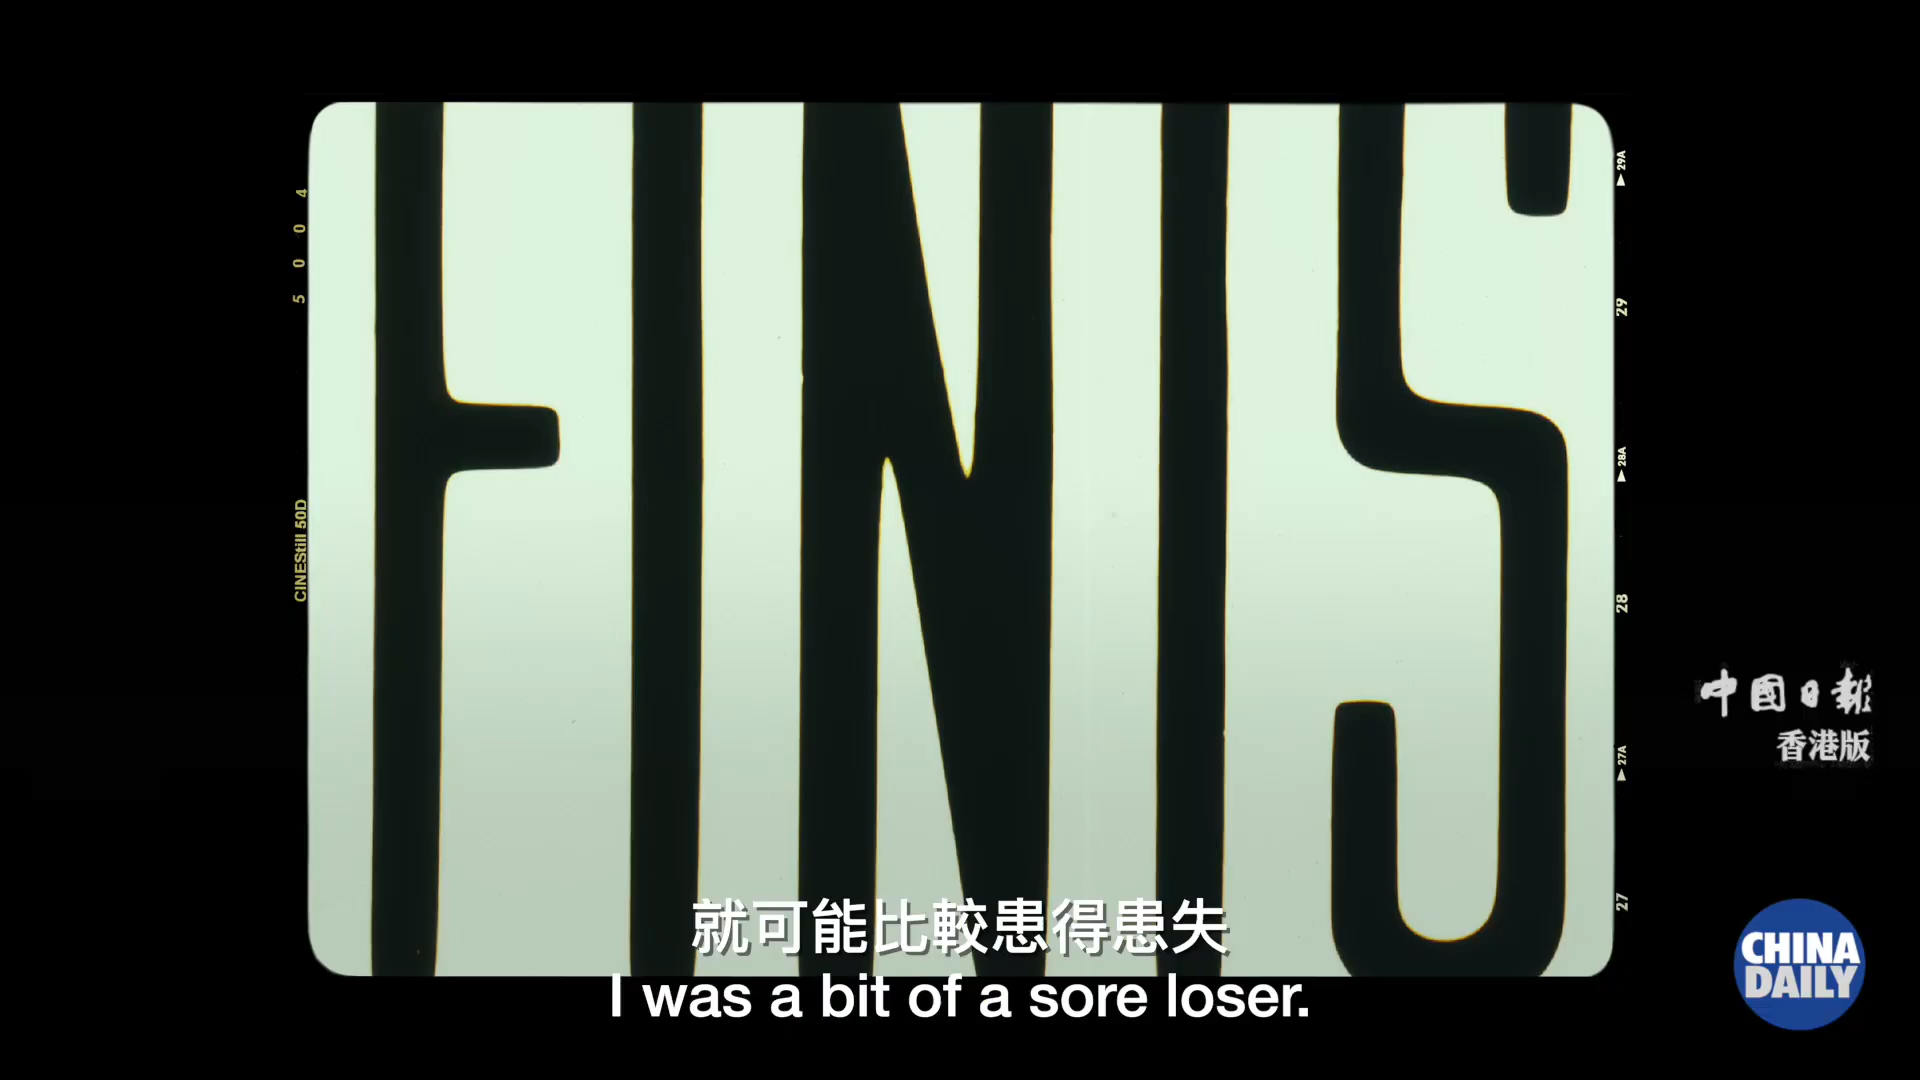 FINIS
5 0 0 4
CINEStill 50D
▶ 29A
29
▶ 28A
28
▶ 27A
27
中國日報
香港版
就可能比較患得患失
I was a bit of a sore loser.
CHINA
DAILY